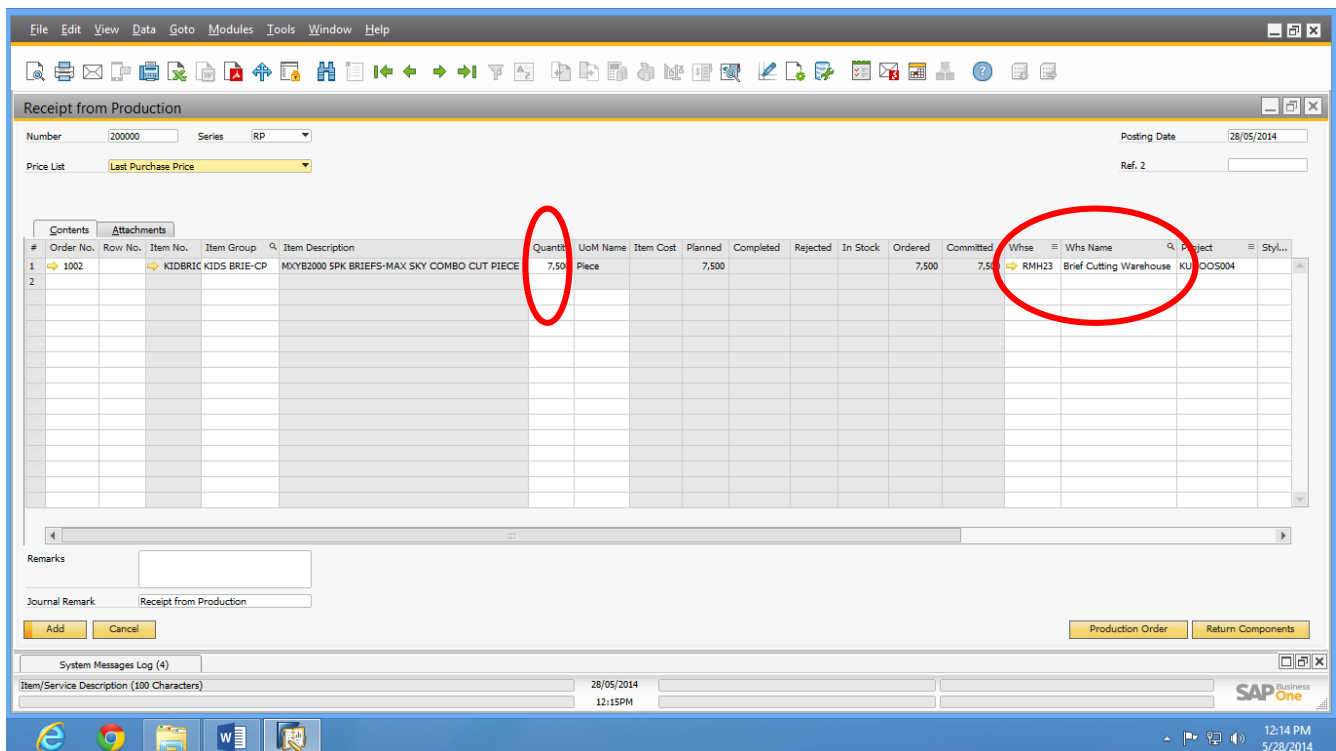 File Edit View Data Goto Modules Tools Window Help
Receipt from Production
Number 200000 Series RP Posting Date 28/05/2014
Price List Last Purchase Price Ref. 2
Contents Attachments
# Order No. Row No. Item No. Item Group Item Description Quantity UoM Name Item Cost Planned Completed Rejected In Stock Ordered Committed Whse Whs Name Project Styl...
1 1002 KIDBRIC KIDS BRIE-CP MXYB2000 5PK BRIEFS-MAX SKY COMBO CUT PIECE 7,500 Piece 7,500 7,500 7,500 RMH23 Brief Cutting Warehouse
2
Remarks
Journal Remark Receipt from Production
Add Cancel Production Order Return Components
System Messages Log (4)
Item/Service Description (100 Characters) 28/05/2014
12:15PM
SAP Business One
12:14 PM
5/28/2014